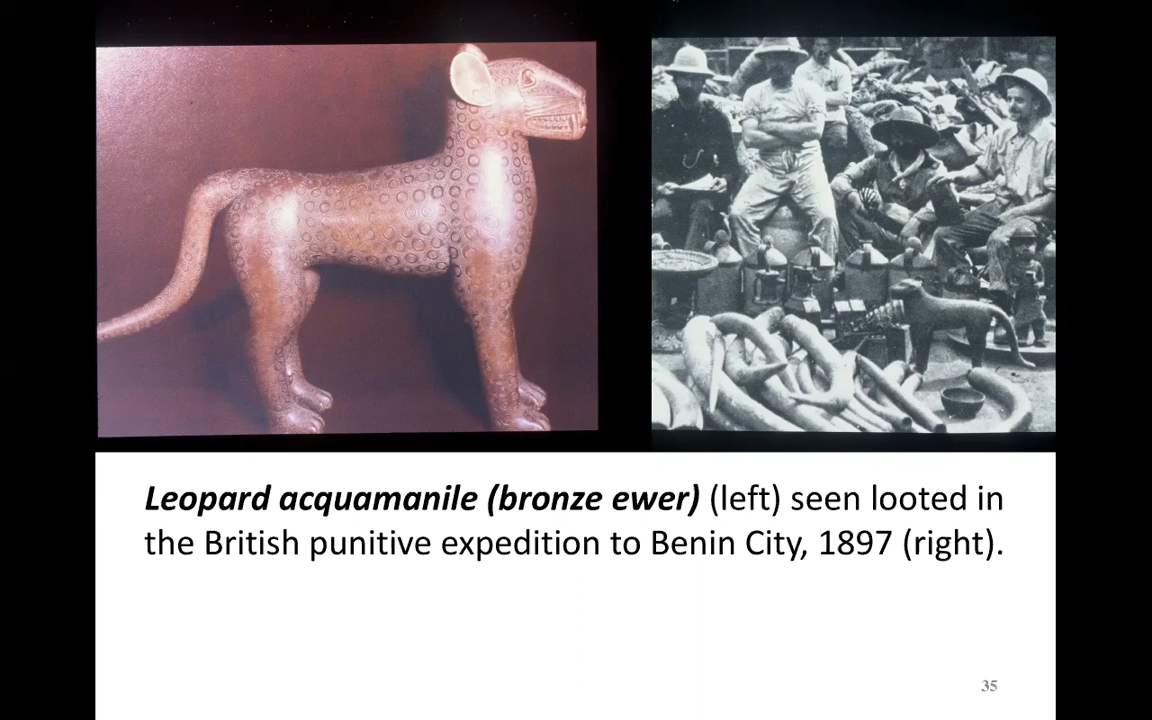 Leopard acquamanile (bronze ewer) (left) seen looted in
the British punitive expedition to Benin City, 1897 (right).
35